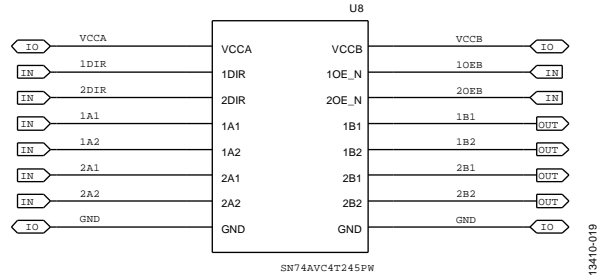 U8
IO VCCA VCCA VCCB VCCB IO
IN 1DIR 1DIR 1OE_N 1OEB IN
IN 2DIR 2DIR 2OE_N 2OEB IN
IN 1A1 1A1 1B1 1B1 OUT
IN 1A2 1A2 1B2 1B2 OUT
IN 2A1 2A1 2B1 2B1 OUT
IN 2A2 2A2 2B2 2B2 OUT
IO GND GND GND GND IO
SN74AVC4T245PW
13410-019